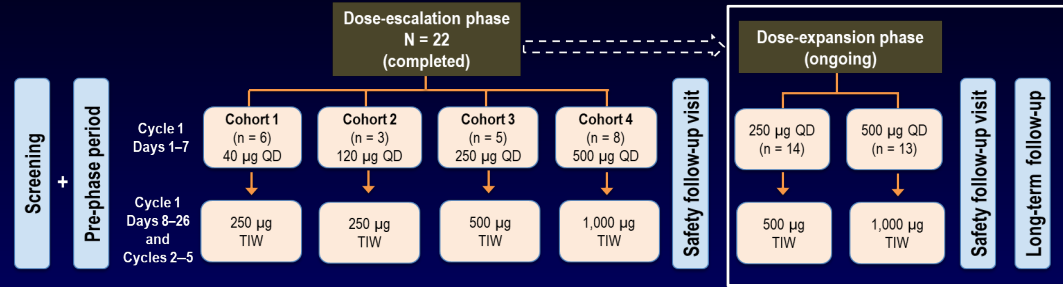 Dose-escalation phase
N = 22
(completed)
Dose-expansion phase
(ongoing)
Screening
+
Pre-phase period
Cycle 1
Days 1–7
Cohort 1
(n = 6)
40 µg QD
Cohort 2
(n = 3)
120 µg QD
Cohort 3
(n = 5)
250 µg QD
Cohort 4
(n = 8)
500 µg QD
Cycle 1
Days 8–26
and
Cycles 2–5
250 µg
TIW
250 µg
TIW
500 µg
TIW
1,000 µg
TIW
Safety follow-up visit
250 µg QD
(n = 14)
500 µg QD
(n = 13)
500 µg
TIW
1,000 µg
TIW
Safety follow-up visit
Long-term follow-up